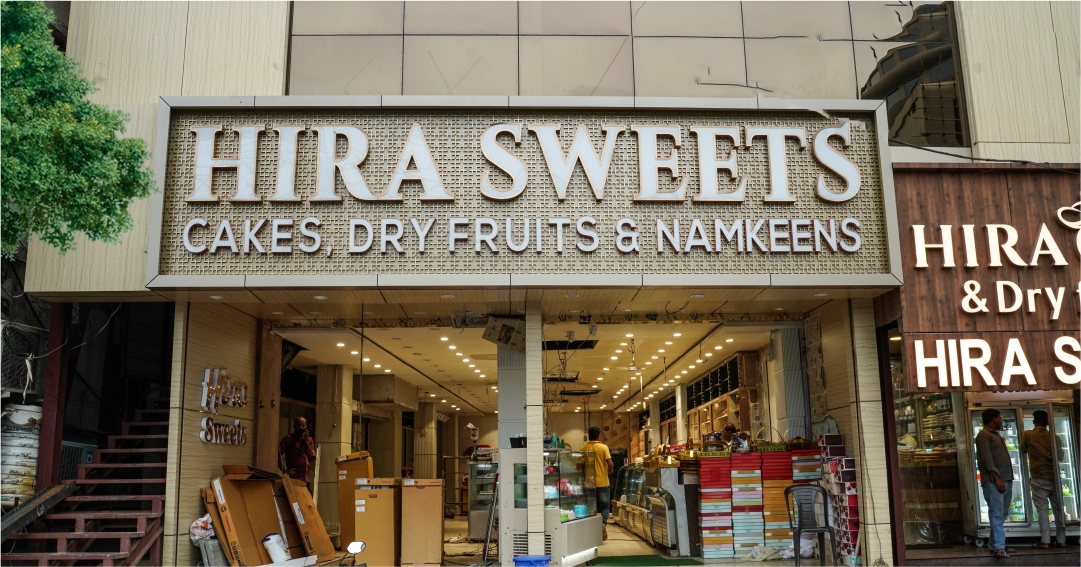 HIRA SWEETS
CAKES, DRY FRUITS & NAMKEENS
HIRA
& Dry
HIRA S
Hira
Sweets